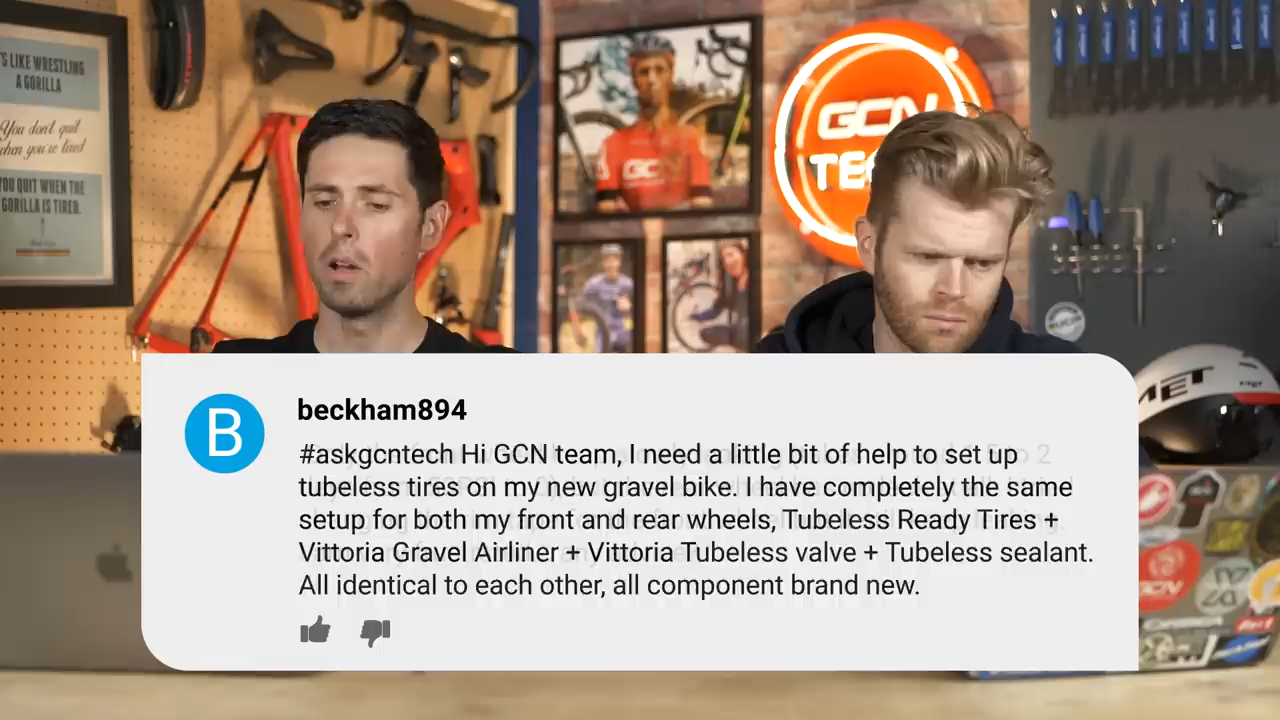 'S LIKE WRESTLING
A GORILLA
You don't quit
when you're tired
YOU QUIT WHEN THE
GORILLA IS TIRED.
GCN
GCN
TEC
MET
B
beckham894
#askgcntech Hi GCN team, I need a little bit of help to set up
tubeless tires on my new gravel bike. I have completely the same
setup for both my front and rear wheels, Tubeless Ready Tires +
Vittoria Gravel Airliner + Vittoria Tubeless valve + Tubeless sealant.
All identical to each other, all component brand new.
GCN